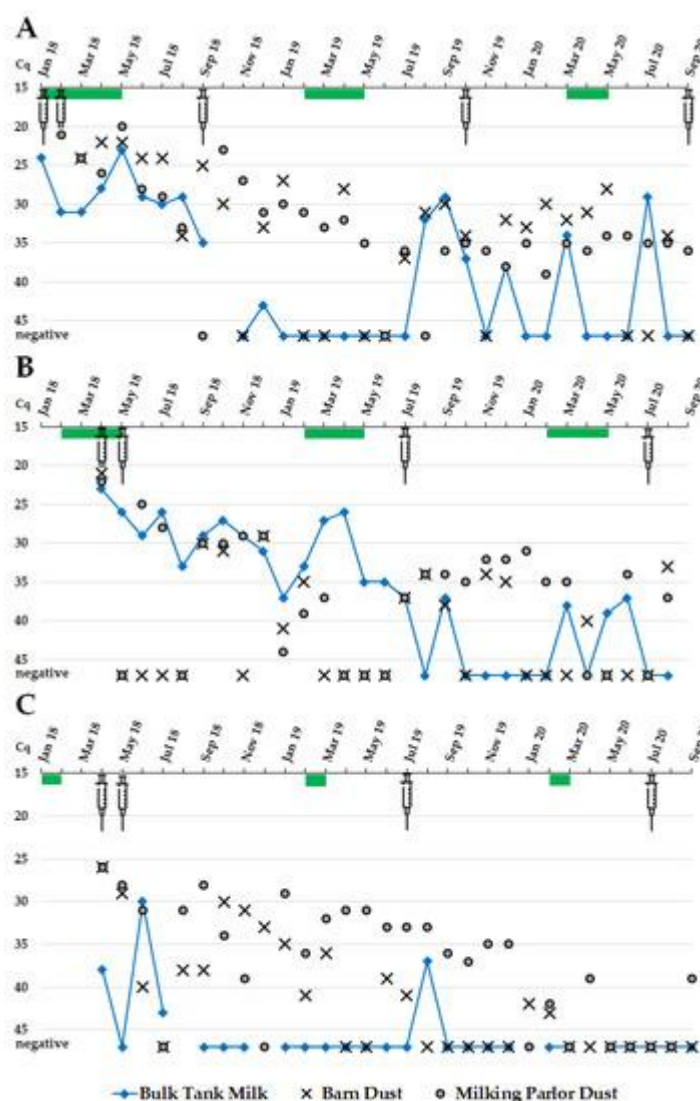 A
Jan 18 Mar 18 May 18 Jul 18 Sep 18 Nov 18 Jan 19 Mar 19 May 19 Jul 19 Sep 19 Nov 19 Jan 20 Mar 20 May 20 Jul 20 Sep 20
Cq
15
20
25
30
35
40
45
negative
B
Jan 18 Mar 18 May 18 Jul 18 Sep 18 Nov 18 Jan 19 Mar 19 May 19 Jul 19 Sep 19 Nov 19 Jan 20 Mar 20 May 20 Jul 20 Sep 20
Cq
15
20
25
30
35
40
45
negative
C
Jan 18 Mar 18 May 18 Jul 18 Sep 18 Nov 18 Jan 19 Mar 19 May 19 Jul 19 Sep 19 Nov 19 Jan 20 Mar 20 May 20 Jul 20 Sep 20
Cq
15
20
25
30
35
40
45
negative
Bulk Tank Milk Barn Dust Milking Parlor Dust